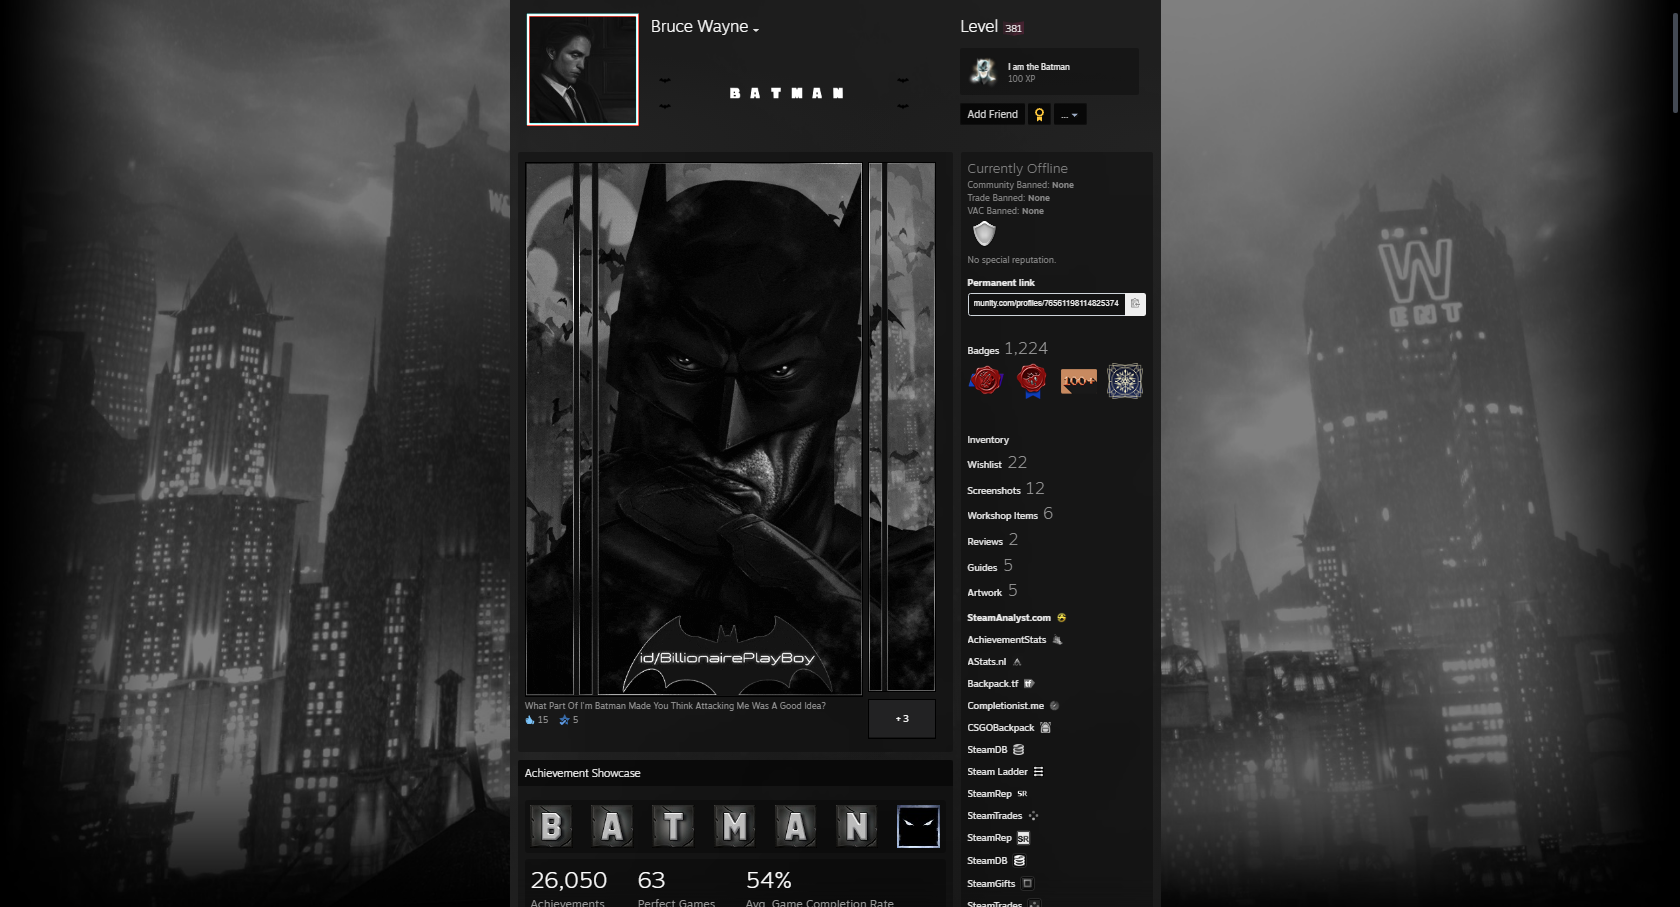 Bruce Wayne
BATMAN
Level 381
I am the Batman
100 XP
Add Friend
...
W
ENT
W
id/BillionairePlayBoy
What Part Of I'm Batman Made You Think Attacking Me Was A Good Idea?
15 5
+3
Achievement Showcase
B A T M A N
26,050 63 54%
Achievements Perfect Games Avg. Game Completion Rate
Currently Offline
Community Banned: None
Trade Banned: None
VAC Banned: None
No special reputation.
Permanent link
munity.com/profiles/76561198114825374
Badges 1,224
100+
Inventory
Wishlist 22
Screenshots 12
Workshop Items 6
Reviews 2
Guides 5
Artwork 5
SteamAnalyst.com
AchievementStats
AStats.nl
Backpack.tf tf
Completionist.me
CSGOBackpack
SteamDB
Steam Ladder
SteamRep SR
SteamTrades
SteamRep SR
SteamDB
SteamGifts
SteamTrades